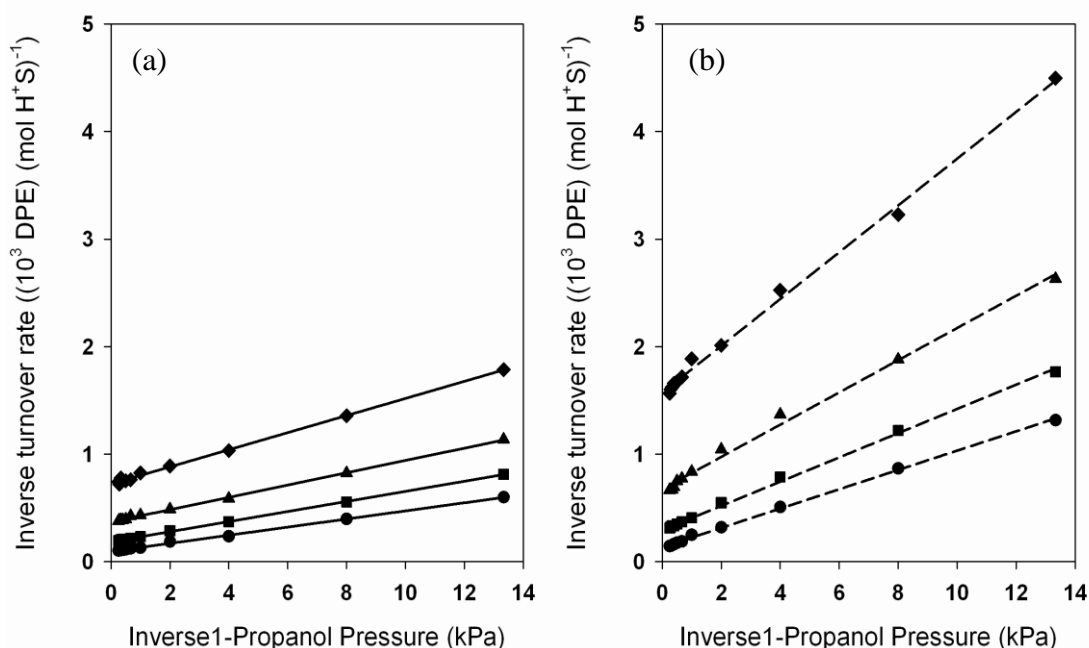 (a)
Inverse turnover rate ((10³ DPE) (mol H⁺S)⁻¹)
5
4
3
2
1
0
0 2 4 6 8 10 12 14
Inverse1-Propanol Pressure (kPa)
(b)
Inverse turnover rate ((10³ DPE) (mol H⁺S)⁻¹
5
4
3
2
1
0
0 2 4 6 8 10 12 14
Inverse1-Propanol Pressure (kPa)